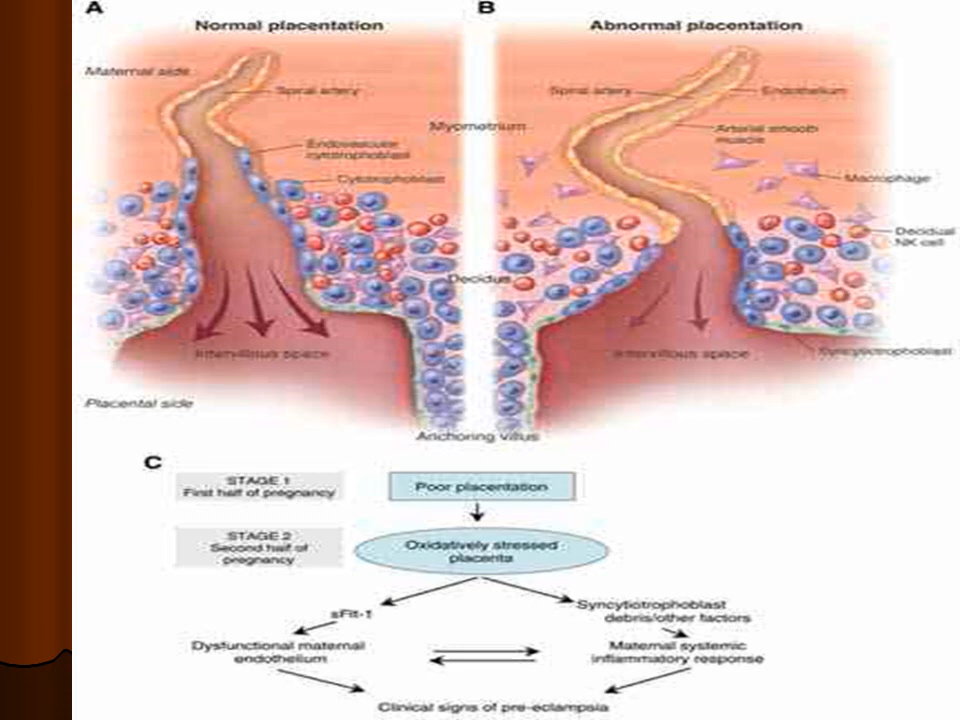 A
Normal placentation
Maternal side
Spiral artery
Endovascular
cytotrophoblast
Cytotrophoblast
Myometrium
Decidua
Intervillous space
Placental side
Anchoring villus
B
Abnormal placentation
Spiral artery
Endothelium
Arterial smooth
muscle
Macrophage
Decidual
NK cell
Intervillous space
Syncytiotrophoblast
C
STAGE 1
First half of pregnancy
Poor placentation
STAGE 2
Second half of
pregnancy
Oxidatively stressed
placenta
sFlt-1
Syncytiotrophoblast
debris/other factors
Dysfunctional maternal
endothelium
Maternal systemic
inflammatory response
Clinical signs of pre-eclampsia